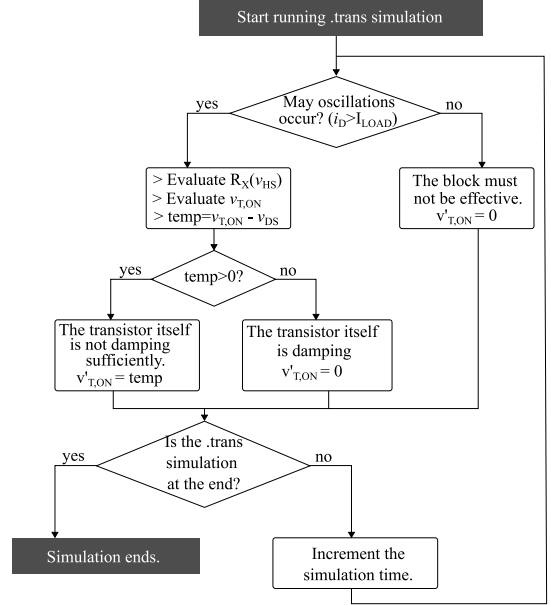 Start running .trans simulation
May oscillations
occur? (iD>ILOAD)
yes
no
> Evaluate RX(vHS)
> Evaluate vT,ON
> temp=vT,ON - vDS
The block must
not be effective.
v'T,ON = 0
temp>0?
yes
no
The transistor itself
is not damping
sufficiently.
v'T,ON = temp
The transistor itself
is damping
v'T,ON = 0
Is the .trans
simulation
at the end?
yes
no
Simulation ends.
Increment the
simulation time.